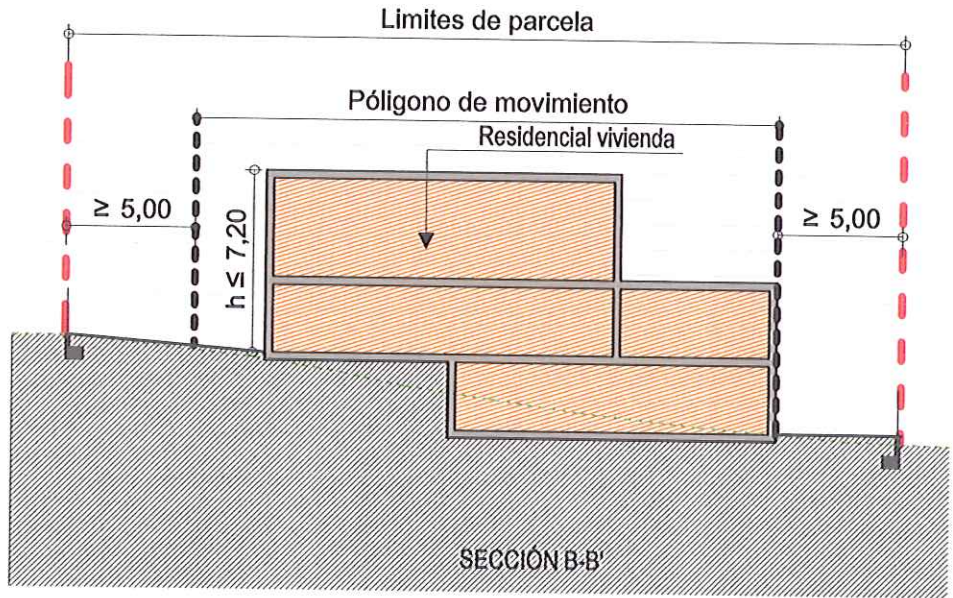 Limites de parcela
Póligono de movimiento
Residencial vivienda
≥ 5,00
≥ 5,00
h ≤ 7,20
SECCIÓN B-B'